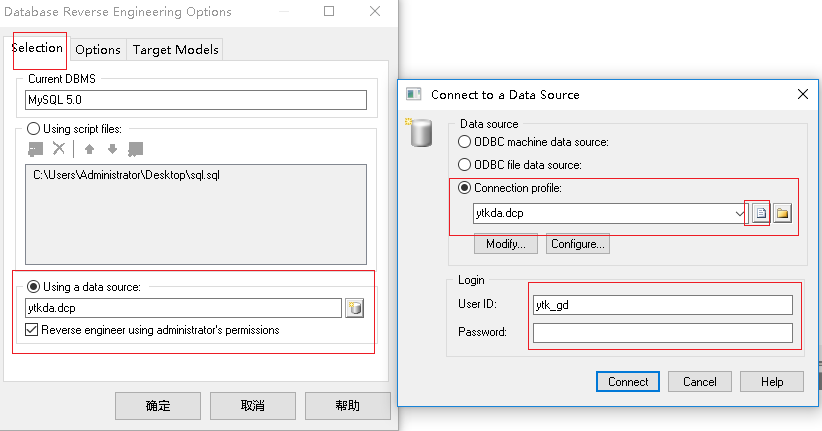 Database Reverse Engineering Options
Selection
Options
Target Models
Current DBMS
MySQL 5.0
Using script files:
C:\Users\Administrator\Desktop\sql.sql
Using a data source:
ytkda.dcp
Reverse engineer using administrator's permissions
确定
取消
帮助
Connect to a Data Source
Data source
ODBC machine data source:
ODBC file data source:
Connection profile:
ytkda.dcp
Modify...
Configure...
Login
User ID:
ytk_gd
Password:
Connect
Cancel
Help